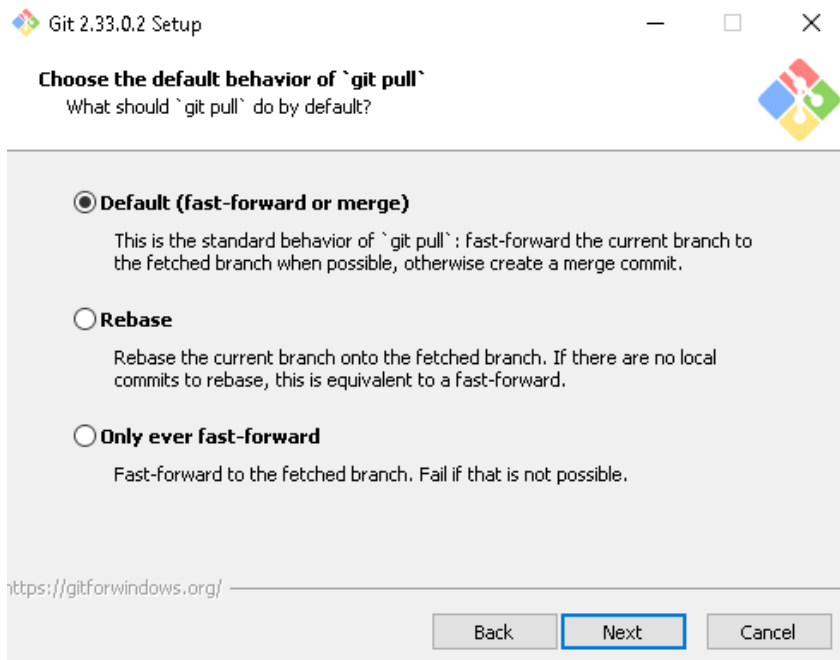 Git 2.33.0.2 Setup
Choose the default behavior of `git pull`
What should `git pull` do by default?
Default (fast-forward or merge)
This is the standard behavior of `git pull`: fast-forward the current branch to
the fetched branch when possible, otherwise create a merge commit.
Rebase
Rebase the current branch onto the fetched branch. If there are no local
commits to rebase, this is equivalent to a fast-forward.
Only ever fast-forward
Fast-forward to the fetched branch. Fail if that is not possible.
https://gitforwindows.org/
Back Next Cancel